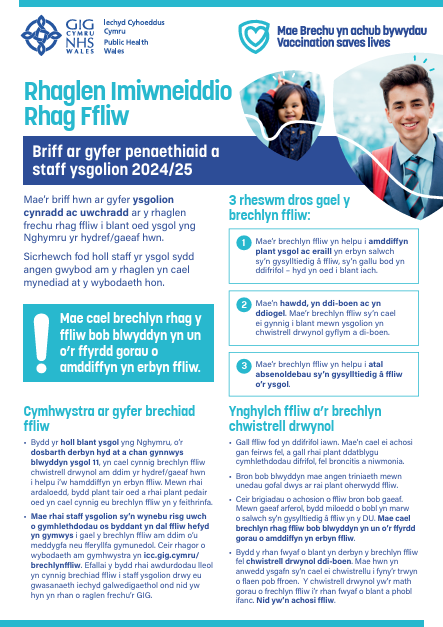 GIG
CYMRU
NHS
WALES
Iechyd Cyhoeddus
Cymru
Public Health
Wales
Mae Brechu yn achub bywydau
Vaccination saves lives
Rhaglen Imiwneiddio
Rhag Ffliw
Briff ar gyfer penaethiaid a
staff ysgolion 2024/25
Mae'r briff hwn ar gyfer ysgolion
cynradd ac uwchradd ar y rhaglen
frechu rhag ffliw i blant oed ysgol yng
Nghymru yr hydref/gaeaf hwn.
Sicrhewch fod holl staff yr ysgol sydd
angen gwybod am y rhaglen yn cael
mynediad at y wybodaeth hon.
! Mae cael brechlyn rhag y
ffliw bob blwyddyn yn un
o'r ffyrdd gorau o
amddiffyn yn erbyn ffliw.
Cymhwystra ar gyfer brechiad
ffliw
• Bydd yr holl blant ysgol yng Nghymru, o'r
dosbarth derbyn hyd at a chan gynnwys
blwyddyn ysgol 11, yn cael cynnig brechlyn ffliw
chwistrell drwynol am ddim yr hydref/gaeaf hwn
i helpu i'w hamddiffyn yn erbyn ffliw. Mewn rhai
ardaloedd, bydd plant tair oed a rhai plant pedair
oed yn cael cynnig eu brechlyn ffliw yn y feithrinfa.
• Mae rhai staff ysgolion sy'n wynebu risg uwch
o gymhlethdodau os byddant yn dal ffliw hefyd
yn gymwys i gael y brechlyn ffliw am ddim o'u
meddygfa neu fferyllfa gymunedol. Ceir rhagor o
wybodaeth am gymhwystra yn icc.gig.cymru/
brechlynffliw. Efallai y bydd rhai awdurdodau lleol
yn cynnig brechiad ffliw i staff ysgolion drwy eu
gwasanaeth iechyd galwedigaethol ond nid yw
hyn yn rhan o raglen frechu'r GIG.
3 rheswm dros gael y
brechlyn ffliw:
1 Mae'r brechlyn ffliw yn helpu i amddiffyn
plant ysgol ac eraill yn erbyn salwch
sy'n gysylltiedig â ffliw, sy'n gallu bod yn
ddifrifol – hyd yn oed i blant iach.
2 Mae'n hawdd, yn ddi-boen ac yn
ddiogel. Mae'r brechlyn ffliw sy'n cael
ei gynnig i blant mewn ysgolion yn
chwistrell drwynol gyflym a di-boen.
3 Mae'r brechlyn ffliw yn helpu i atal
absenoldebau sy'n gysylltiedig â ffliw
o'r ysgol.
Ynghylch ffliw a'r brechlyn
chwistrell drwynol
• Gall ffliw fod yn ddifrifol iawn. Mae'n cael ei achosi
gan feirws fel, a gall rhai plant ddatblygu
cymhlethdodau difrifol, fel broncitis a niwmonia.
• Bron bob blwyddyn mae angen triniaeth mewn
unedau gofal dwys ar rai plant oherwydd ffliw.
• Ceir brigiadau o achosion o ffliw bron bob gaeaf.
Mewn gaeaf arferol, bydd miloedd o bobl yn marw
o salwch sy'n gysylltiedig â ffliw yn y DU. Mae cael
brechlyn rhag ffliw bob blwyddyn yn un o'r ffyrdd
gorau o amddiffyn yn erbyn ffliw.
• Bydd y rhan fwyaf o blant yn derbyn y brechlyn ffliw
fel chwistrell drwynol ddi-boen. Mae hwn yn
anwedd ysgafn sy'n cael ei chwistrellu i fyny'r trwyn
o flaen pob ffroen. Y chwistrell drwynol yw'r math
gorau o frechlyn ffliw i'r rhan fwyaf o blant a phobl
ifanc. Nid yw'n achosi ffliw.